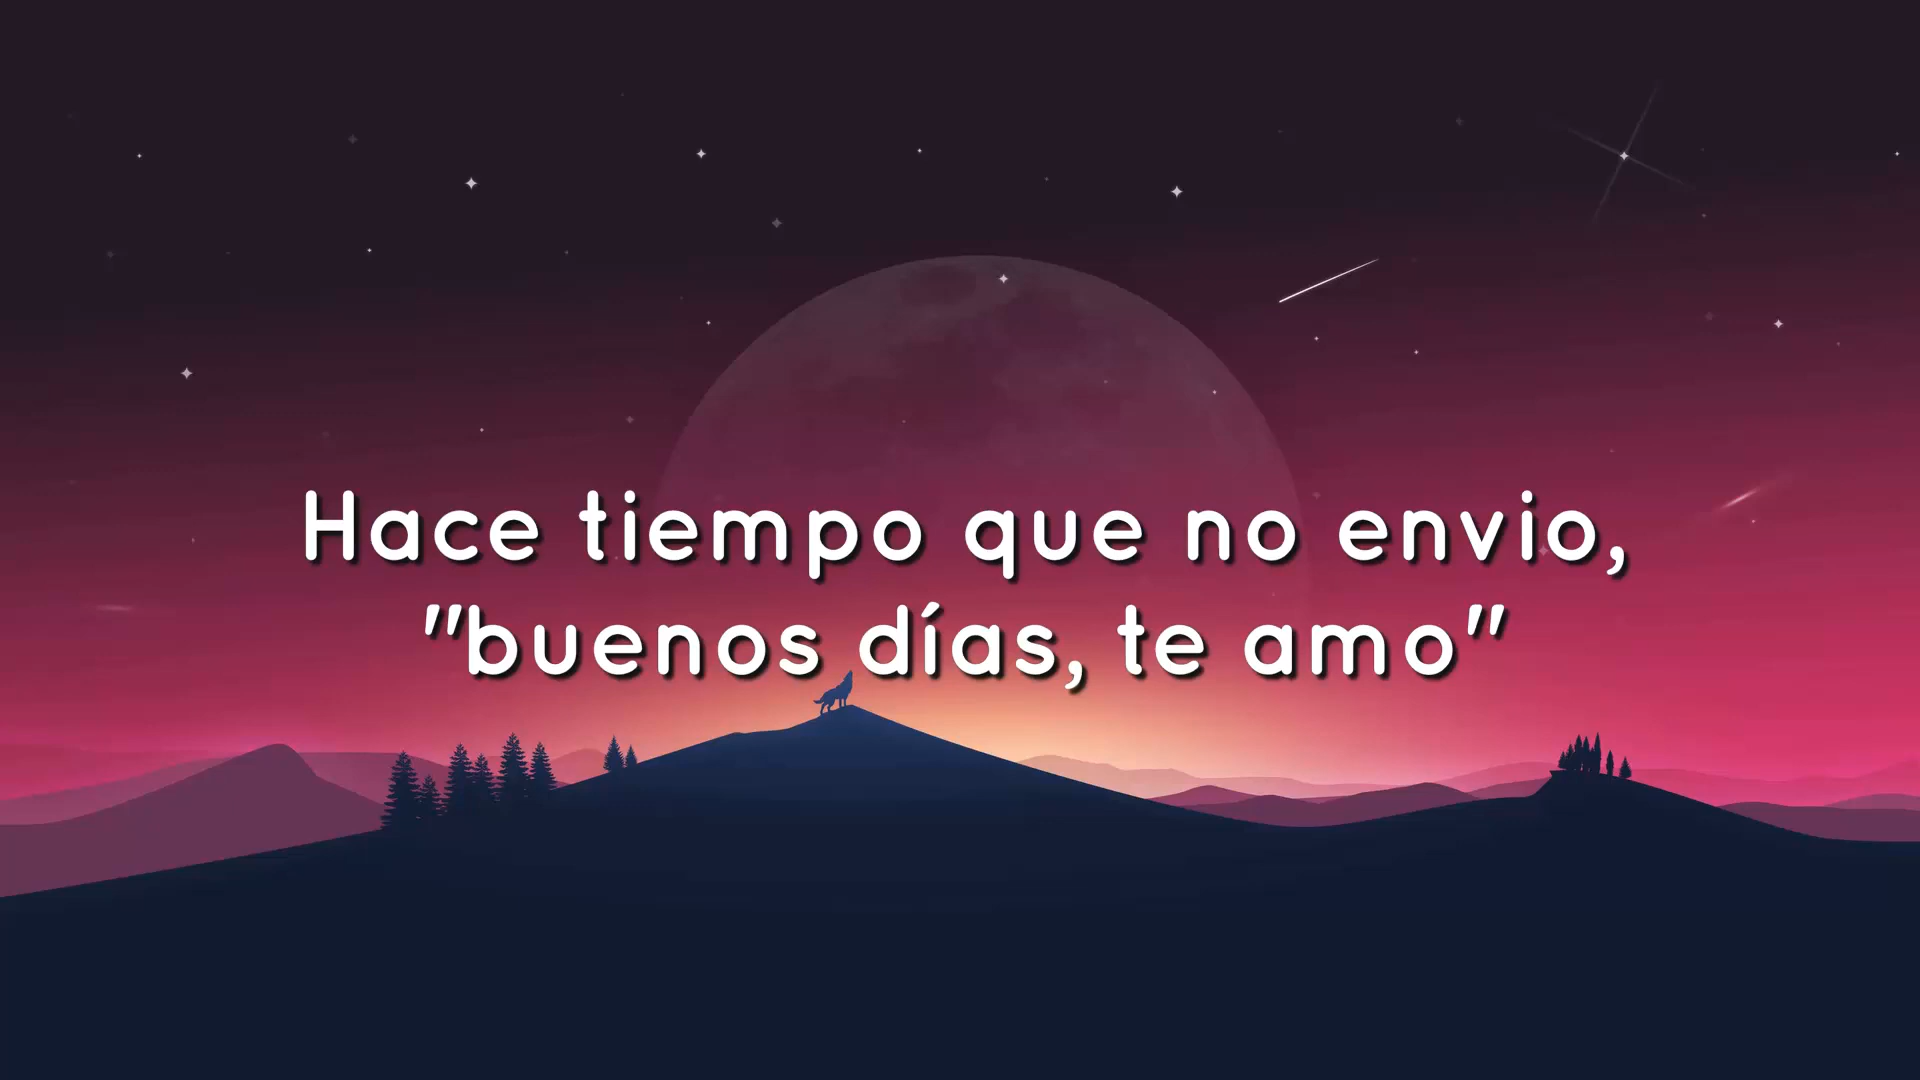 Hace tiempo que no envio,
"buenos días, te amo"